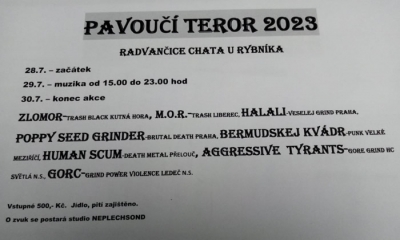 PAVOUČÍ TEROR 2023
RADVANČICE CHATA U RYBNÍKA
28.7. – začátek
29.7. – muzika od 15.00 do 23.00 hod
30.7. – konec akce
ZLOMOR-TRASH BLACK KUTNÁ HORA, M.O.R.-TRASH LIBEREC, HALALI-VESELEJ GRIND PRAHA,
POPPY SEED GRINDER-BRUTAL DEATH PRAHA, BERMUDSKEJ KVÁDR-PUNK VELKÉ
MEZIŘÍČÍ, HUMAN SCUM-DEATH METAL PŘELOUČ, AGGRESIVE TYRANTS-GORE GRIND HC
SVĚTLÁ N.S., GORC-GRIND POWER VIOLENCE LEDEČ N.S.
Vstupné 500,- Kč. Jídlo, pití zajištěno.
O zvuk se postará studio NEPLECHSOND